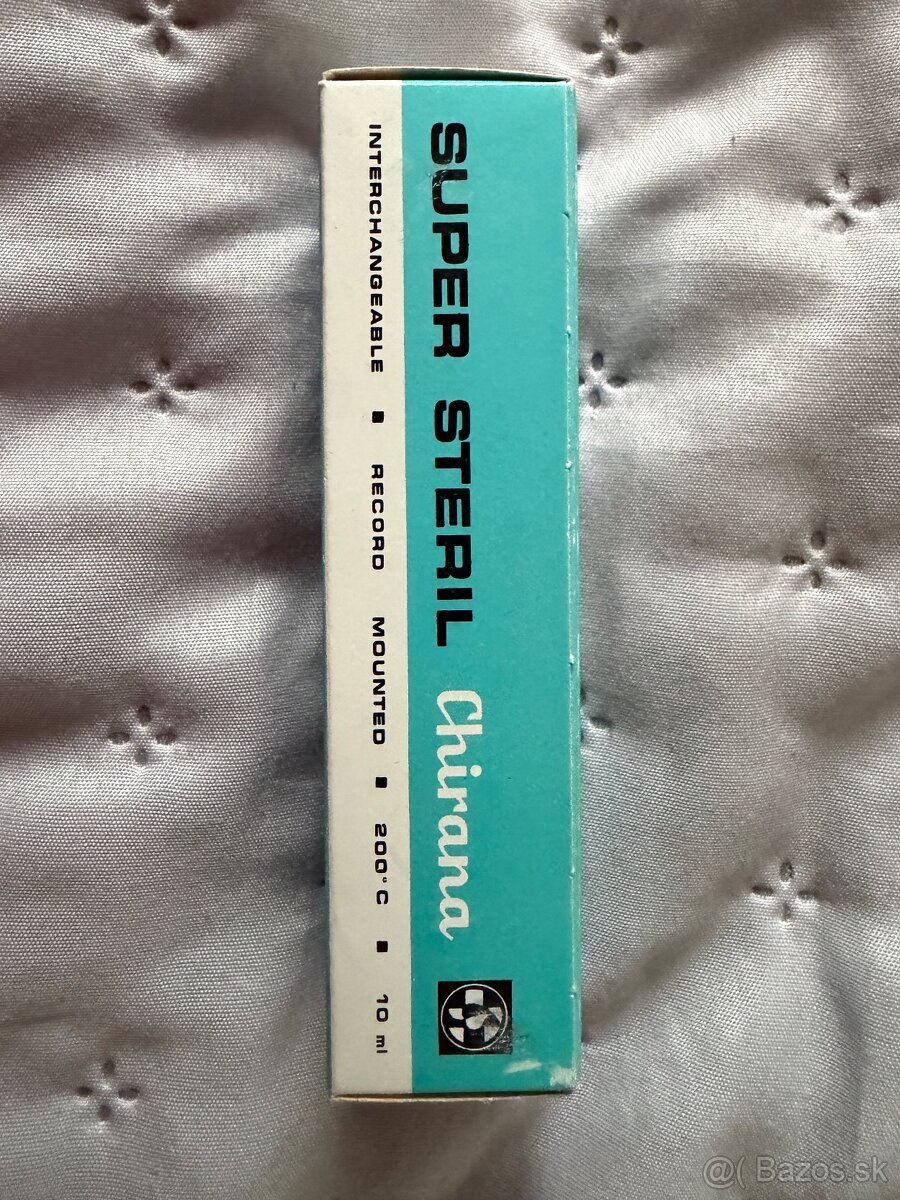 SUPER STERIL Chirana
INTERCHANGEABLE ▪ RECORD MOUNTED ▪ 200°C ▪ 10 ml
@( Bazos.sk